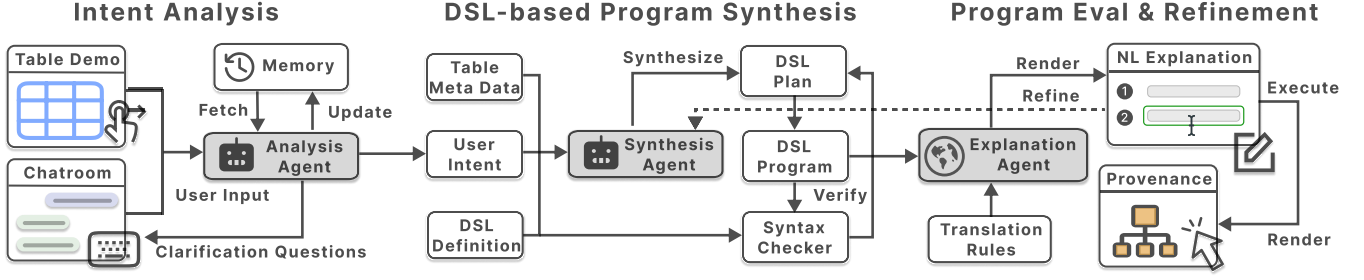 Intent Analysis
DSL-based Program Synthesis
Program Eval & Refinement
Table Demo
Memory
Fetch
Update
Analysis
Agent
Chatroom
User Input
Clarification Questions
Table
Meta Data
User
Intent
DSL
Definition
Synthesize
Synthesis
Agent
DSL
Plan
DSL
Program
Verify
Syntax
Checker
Render
Refine
Explanation
Agent
Translation
Rules
NL Explanation
1
2
Execute
Provenance
Render